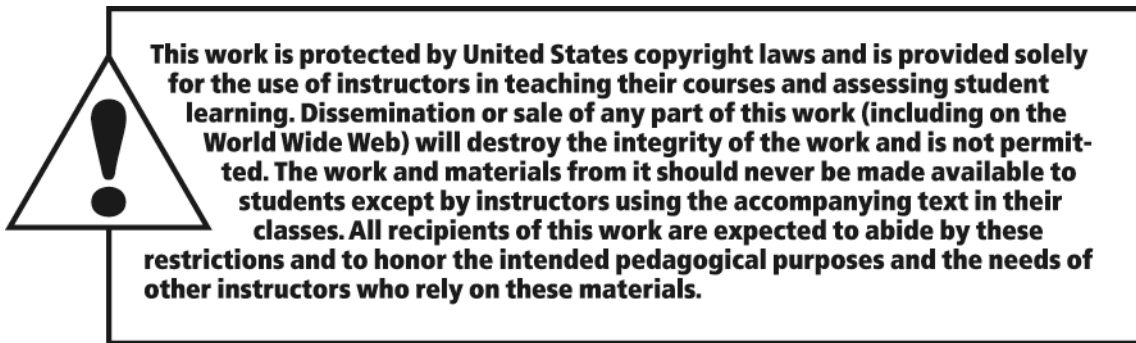 This work is protected by United States copyright laws and is provided solely
for the use of instructors in teaching their courses and assessing student
learning. Dissemination or sale of any part of this work (including on the
World Wide Web) will destroy the integrity of the work and is not permit-
ted. The work and materials from it should never be made available to
students except by instructors using the accompanying text in their
classes. All recipients of this work are expected to abide by these
restrictions and to honor the intended pedagogical purposes and the needs of
other instructors who rely on these materials.